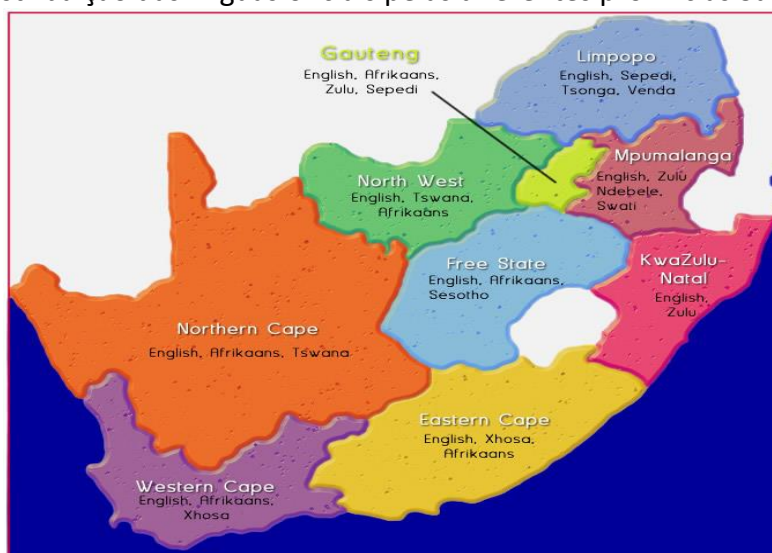 pelas diferentes
Gauteng
English, Afrikaans,
Zulu, Sepedi
Limpopo
English, Sepedi,
Tsonga, Venda
Mpumalanga
English, Zulu
Ndebele,
Swati
North West
English, Tswana,
Afrikaans
Free State
English, Afrikaans,
Sesotho
KwaZulu-
Natal
English,
Zulu
Northern Cape
English, Afrikaans, Tswana
Eastern Cape
English, Xhosa,
Afrikaans
Western Cape
English, Afrikaans,
Xhosa